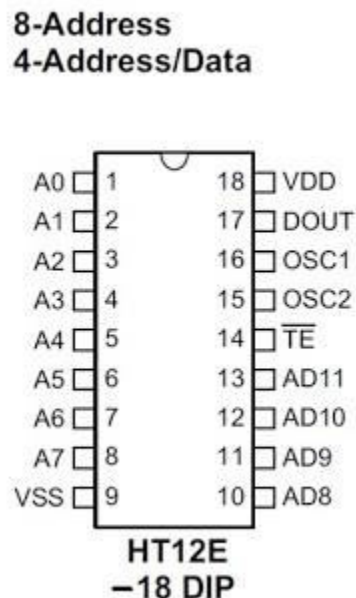 8-Address
4-Address/Data
A0 1 18 VDD
A1 2 17 DOUT
A2 3 16 OSC1
A3 4 15 OSC2
A4 5 14 T̅E̅
A5 6 13 AD11
A6 7 12 AD10
A7 8 11 AD9
VSS 9 10 AD8
HT12E
–18 DIP